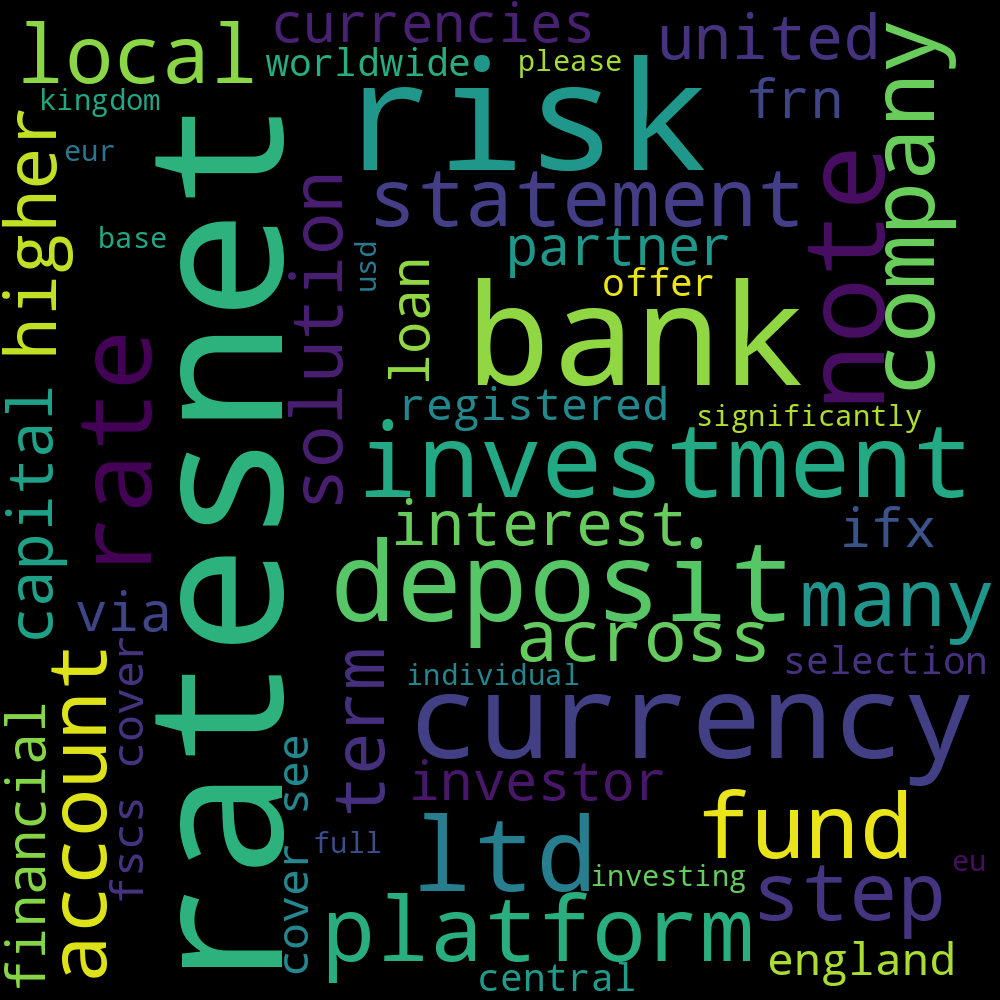 local
currencies
united
company
worldwide
please
risk
kingdom
frn
higher
eur
ratesnet
solution
statement
note
base
usd
partner
loan
offer
bank
rate
capital
registered
significantly
investment
interest
ifx
deposit
many
via
across
account
fscs cover
term
individual
selection
currency
financial
cover see
investor
full
ltd
fund
investing
eu
step
platform
central
england